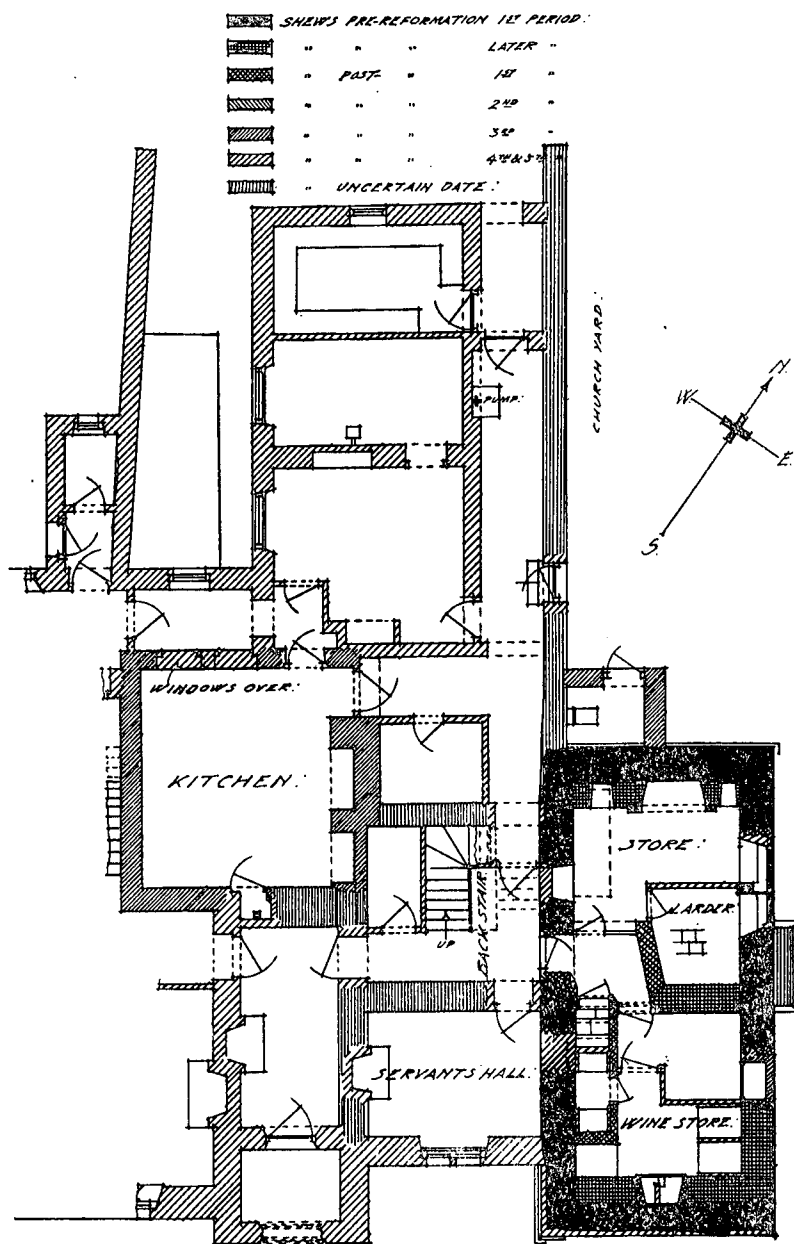 SHEWS PRE-REFORMATION 1ST PERIOD:
" " " LATER "
" POST- " 1ST "
" " " 2ND "
" " " 3RD "
" " " 4TH & 5TH "
" UNCERTAIN DATE:
CHURCH YARD:
N.
W.
E.
S.
PUMP:
WINDOWS OVER:
KITCHEN:
STORE:
LARDER:
BACK STAIR
UP
SERVANTS HALL:
WINE STORE: